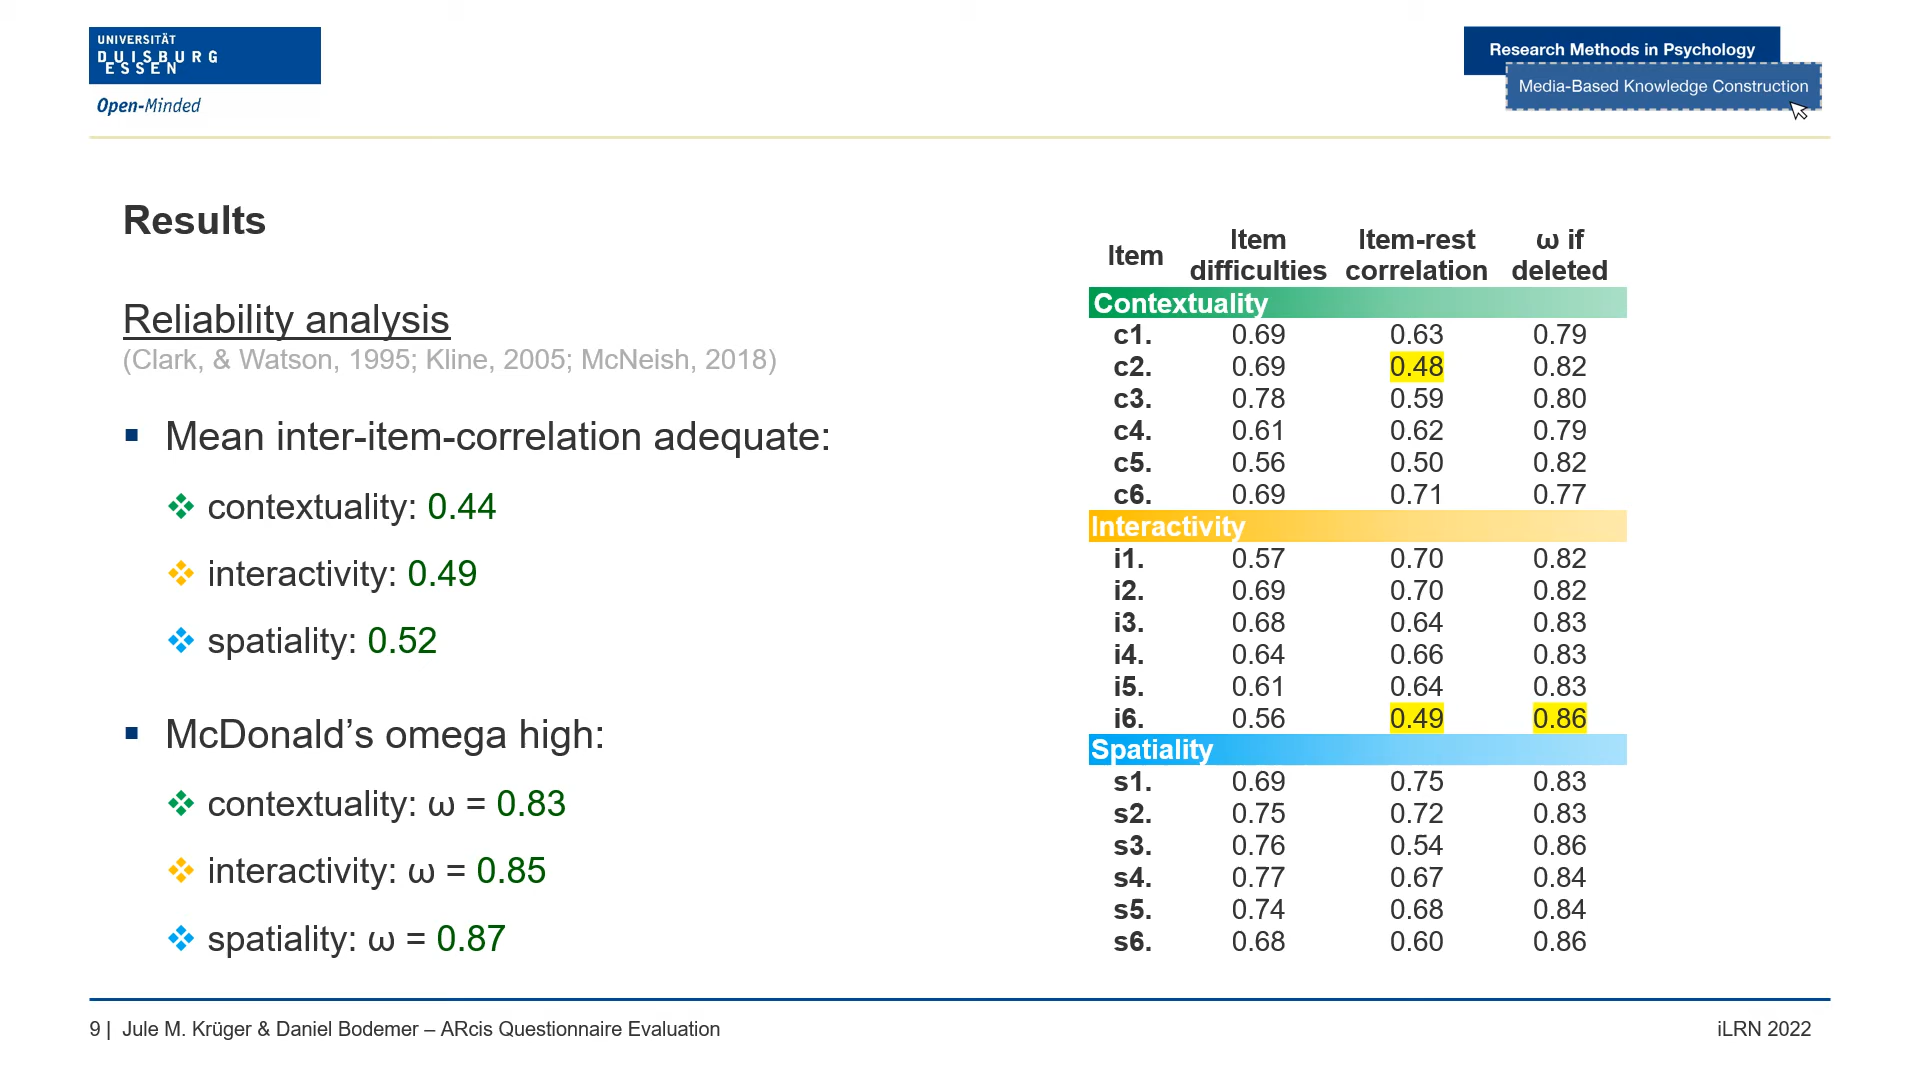 UNIVERSITÄT
DUISBURG
ESSEN
Open-Minded
Research Methods in Psychology
Media-Based Knowledge Construction
Results
Reliability analysis
(Clark, & Watson, 1995; Kline, 2005; McNeish, 2018)
Mean inter-item-correlation adequate:
contextuality: 0.44
interactivity: 0.49
spatiality: 0.52
McDonald’s omega high:
contextuality: ω = 0.83
interactivity: ω = 0.85
spatiality: ω = 0.87
Item Item difficulties Item-rest correlation ω if deleted
Contextuality
c1. 0.69 0.63 0.79
c2. 0.69 0.48 0.82
c3. 0.78 0.59 0.80
c4. 0.61 0.62 0.79
c5. 0.56 0.50 0.82
c6. 0.69 0.71 0.77
Interactivity
i1. 0.57 0.70 0.82
i2. 0.69 0.70 0.82
i3. 0.68 0.64 0.83
i4. 0.64 0.66 0.83
i5. 0.61 0.64 0.83
i6. 0.56 0.49 0.86
Spatiality
s1. 0.69 0.75 0.83
s2. 0.75 0.72 0.83
s3. 0.76 0.54 0.86
s4. 0.77 0.67 0.84
s5. 0.74 0.68 0.84
s6. 0.68 0.60 0.86
9 | Jule M. Krüger & Daniel Bodemer – ARcis Questionnaire Evaluation
iLRN 2022